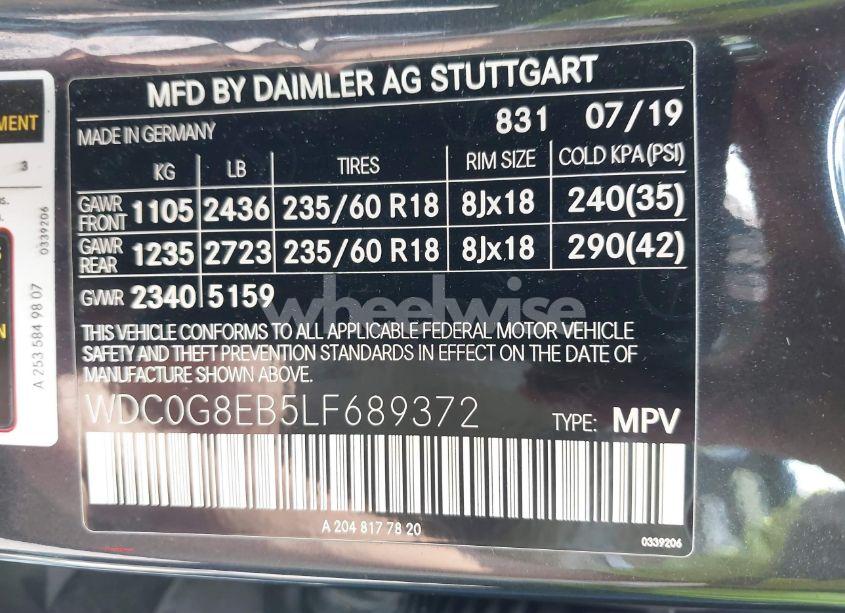 MFD BY DAIMLER AG STUTTGART
MADE IN GERMANY 831 07/19
KG LB TIRES RIM SIZE COLD KPA(PSI)
GAWR FRONT 1105 2436 235/60 R18 8Jx18 240(35)
GAWR REAR 1235 2723 235/60 R18 8Jx18 290(42)
GVWR 2340 5159
wheelwise
THIS VEHICLE CONFORMS TO ALL APPLICABLE FEDERAL MOTOR VEHICLE
SAFETY AND THEFT PREVENTION STANDARDS IN EFFECT ON THE DATE OF
MANUFACTURE SHOWN ABOVE.
WDC0G8EB5LF689372 TYPE: MPV
A 204 817 78 20
0339206
MENT
3
0339206
A 253 584 98 07